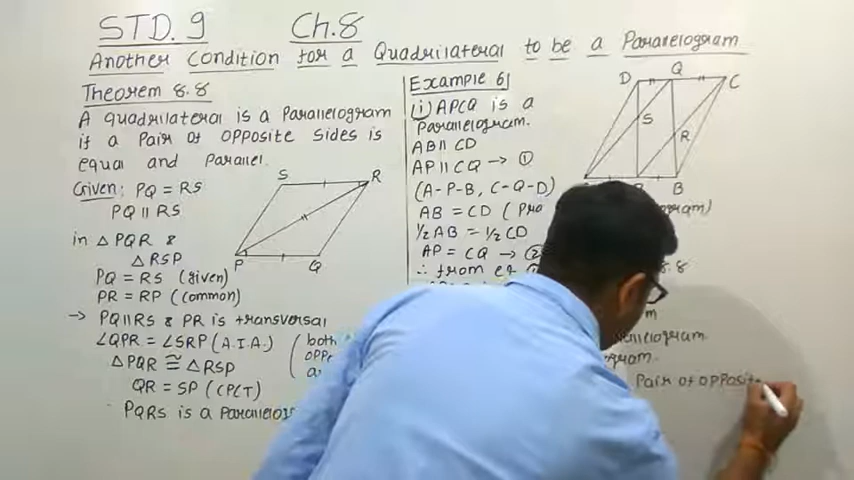 STD. 9 Ch.8
Another Condition for a Quadrilateral to be a Parallelogram
Theorem 8.8
A quadrilateral is a Parallelogram
if a Pair of opposite sides is
equal and Parallel.
Given: PQ = RS
PQ || RS
S R
P Q
in △ PQR &
△ RSP
PQ = RS (given)
PR = RP (common)
→ PQ||RS & PR is transversal
∠QPR = ∠SRP (A.I.A.)
△PQR ≅ △RSP
QR = SP (CPCT)
PQRS is a
both
Example 6
(i) APCQ is a
Parallelogram.
AB || CD
AP || CQ → ①
(A-P-B, C-Q-D)
AB = CD (
½AB = ½CD
AP = CQ → ②
∴ from eq
D Q C
S
R
B
8.8
Pair of